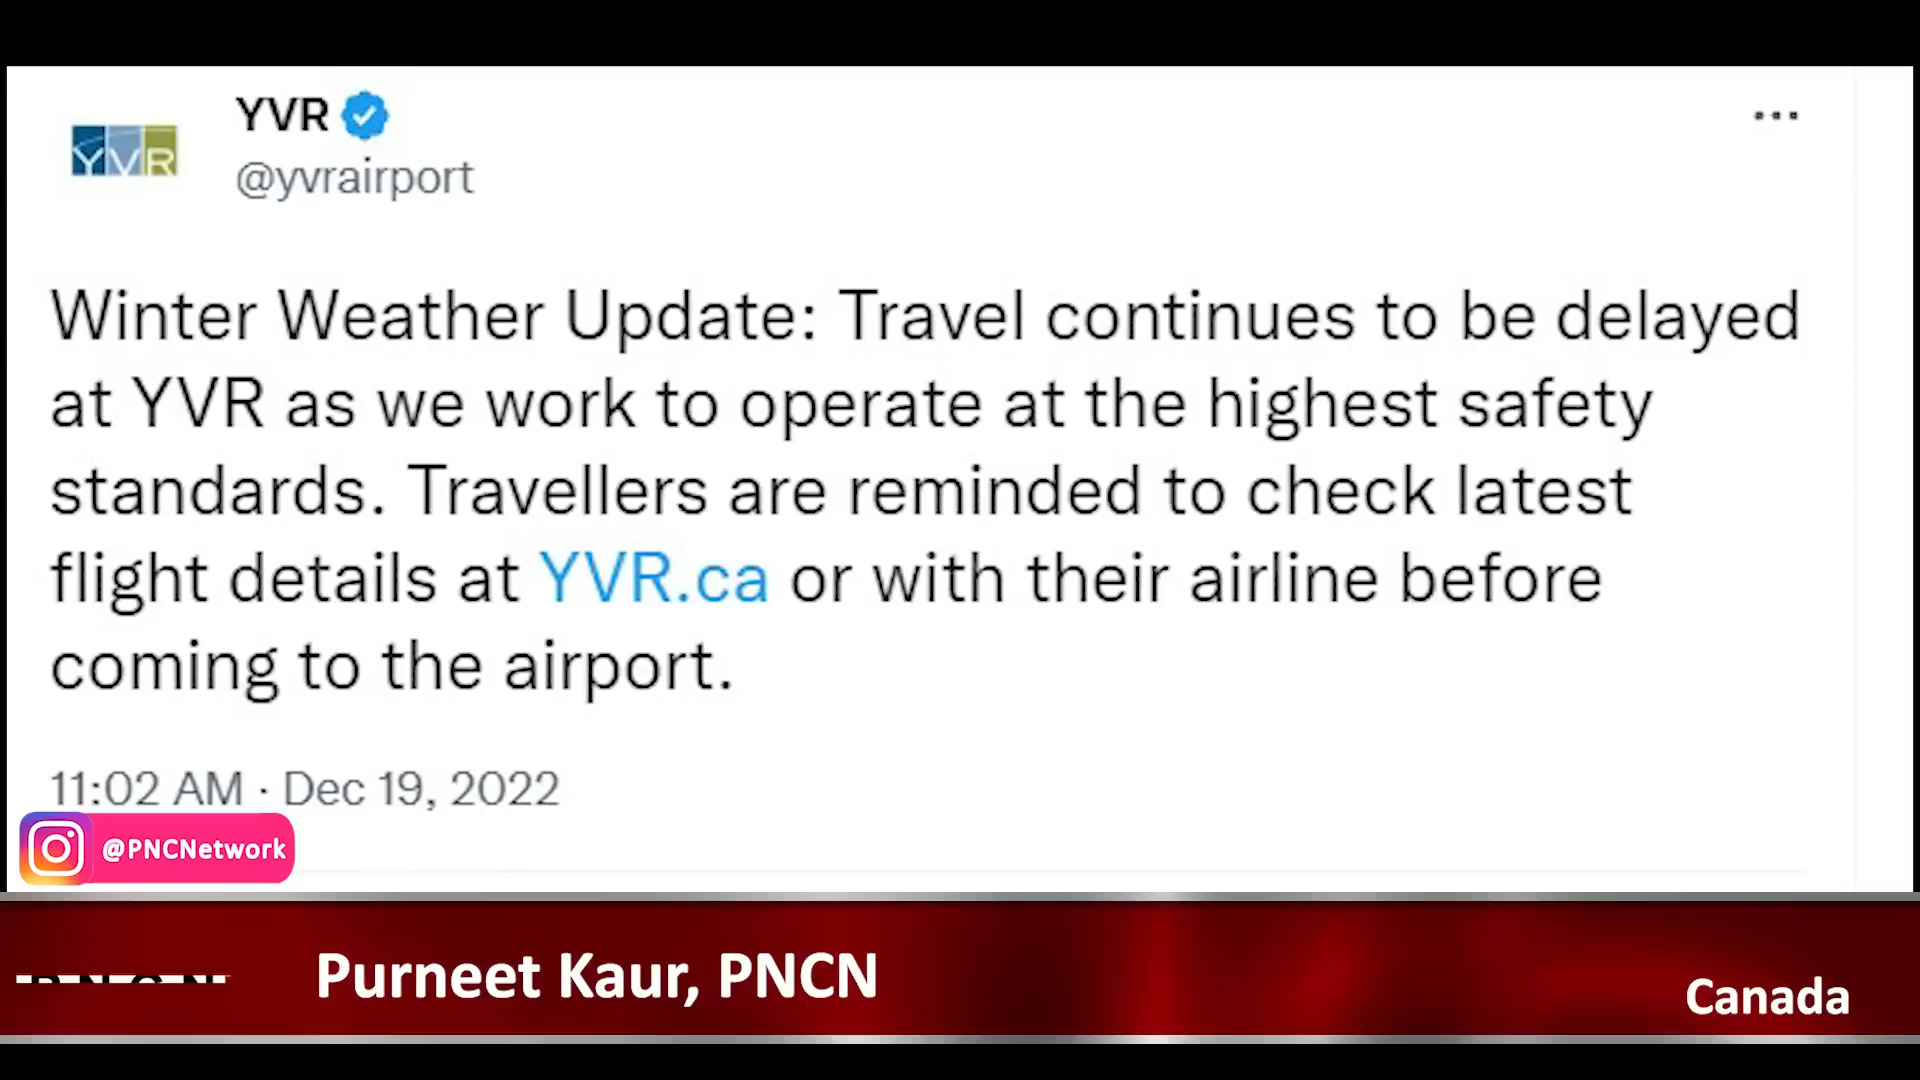 YVR
YVR
@yvrairport
Winter Weather Update: Travel continues to be delayed
at YVR as we work to operate at the highest safety
standards. Travellers are reminded to check latest
flight details at YVR.ca or with their airline before
coming to the airport.
11:02 AM · Dec 19, 2022
@PNCNetwork
Purneet Kaur, PNCN
Canada